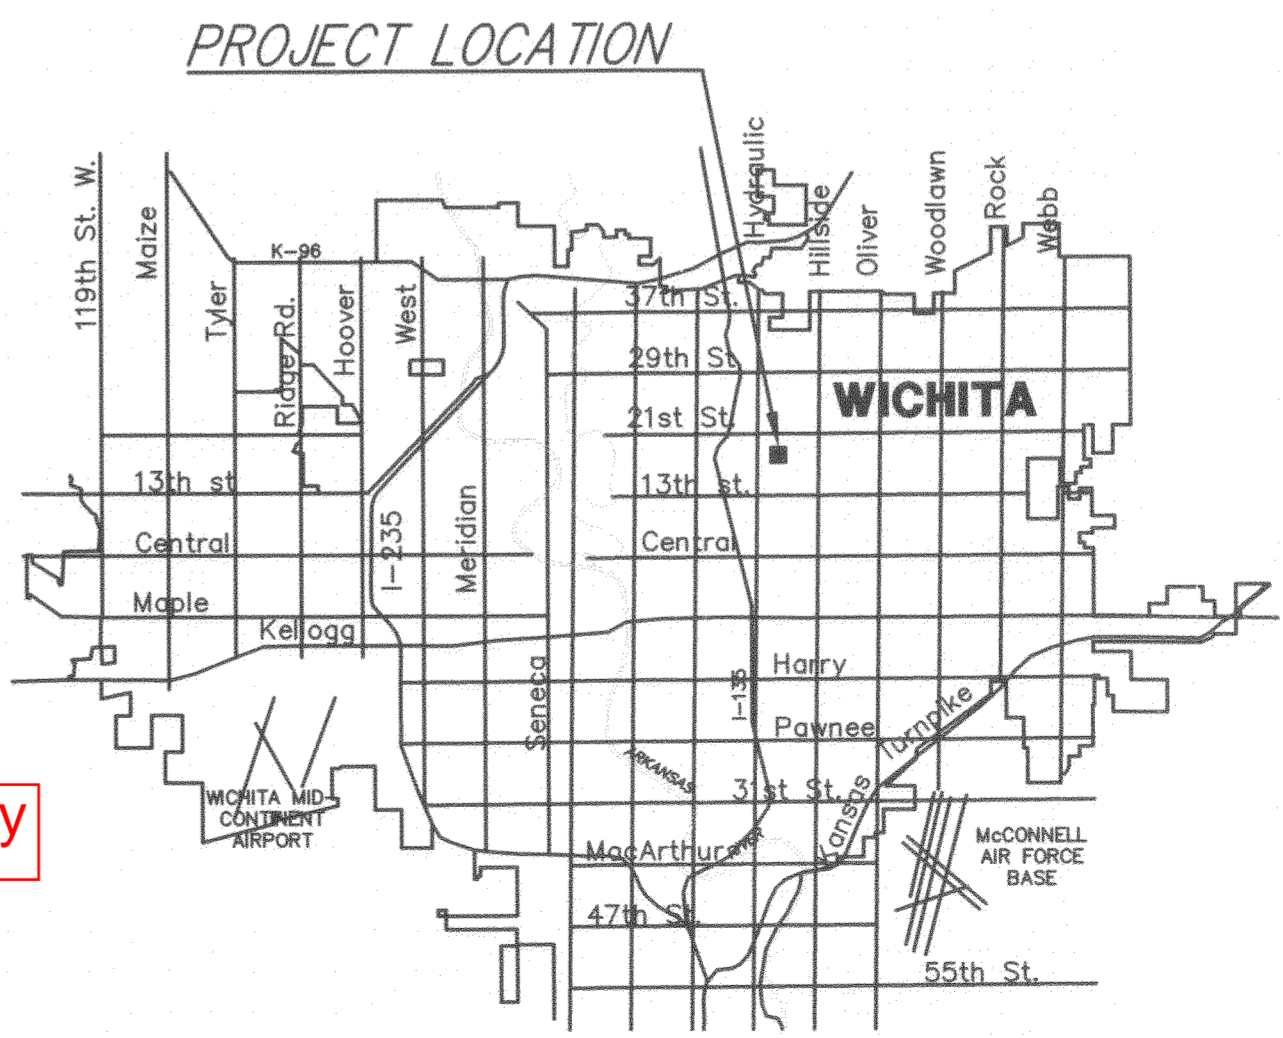 PROJECT LOCATION
119th St. W.
Maize
Tyler
Ridge Rd.
Hoover
West
K-96
Hydraulic
Hillside
Oliver
Woodlawn
Rock
Webb
37th St.
29th St.
21st St.
WICHITA
13th st
13th st.
I-235
Meridian
Central
Central
Maple
Kellogg
Seneca
I-135
Harry
Pawnee
Turnpike
Kansas
ARKANSAS
RIVER
31st St.
y
WICHITA MID-
CONTINENT
AIRPORT
MacArthur
McCONNELL
AIR FORCE
BASE
47th St.
55th St.